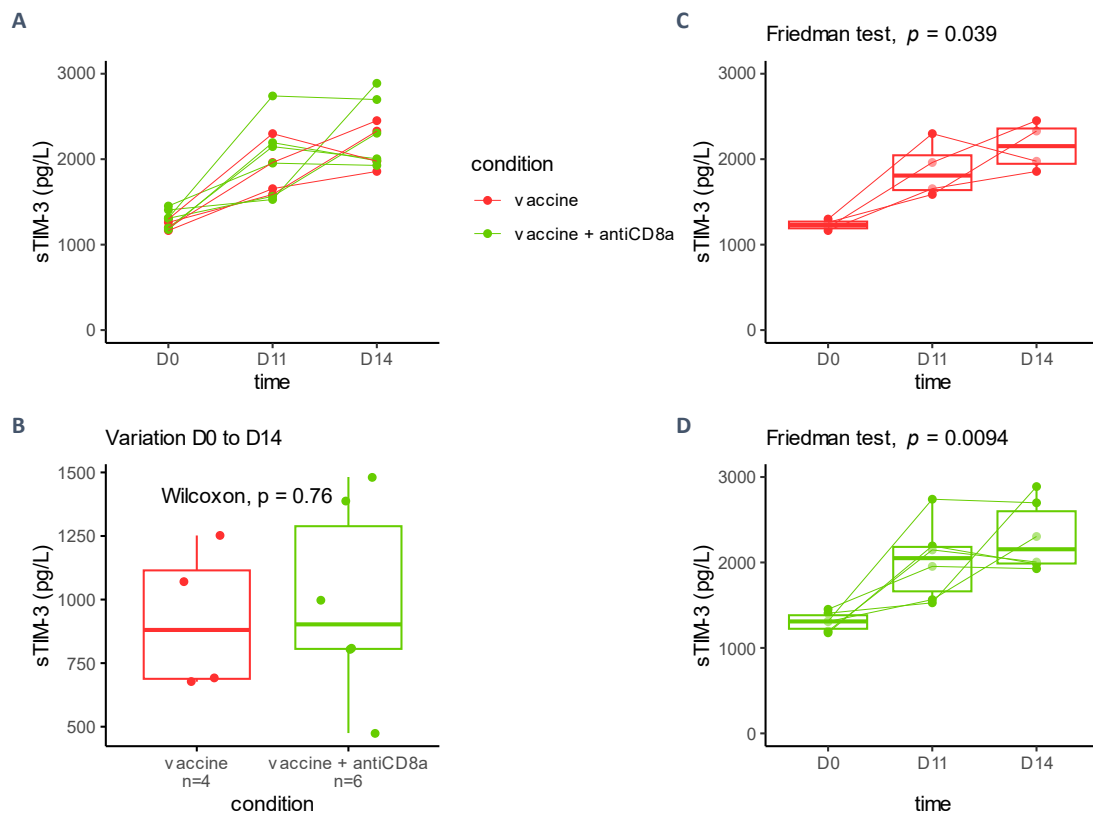 A
3000
2000
1000
0
sTIM-3 (pg/L)
D0 D11 D14
time
condition
vaccine
vaccine + antiCD8a
C
Friedman test, p = 0.039
3000
2000
1000
0
sTIM-3 (pg/L)
D0 D11 D14
time
B
Variation D0 to D14
Wilcoxon, p = 0.76
1500
1250
1000
750
500
sTIM-3 (pg/L)
vaccine vaccine + antiCD8a
n=4 n=6
condition
D
Friedman test, p = 0.0094
3000
2000
1000
0
sTIM-3 (pg/L)
D0 D11 D14
time